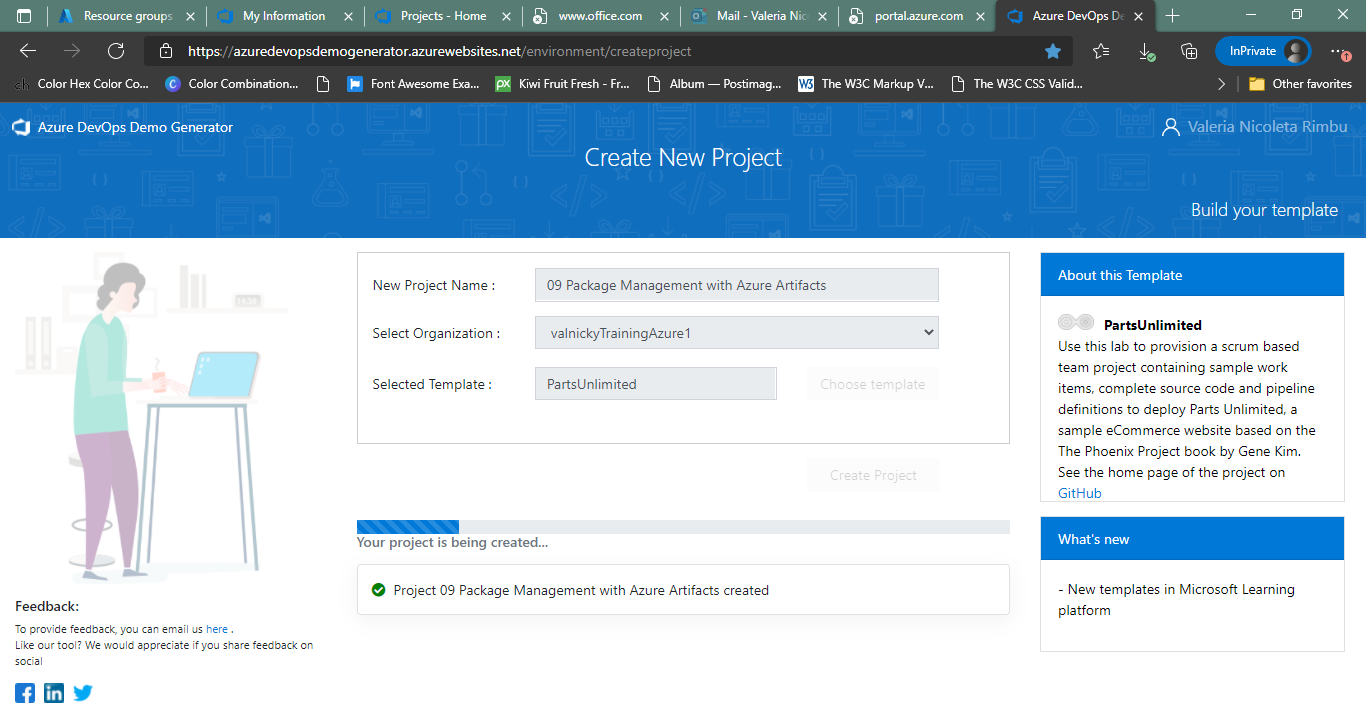 Resource groups
My Information
Projects - Home
www.office.com
Mail - Valeria Nic
portal.azure.com
Azure DevOps De
https://azuredevopsdemogenerator.azurewebsites.net/environment/createproject
InPrivate
Color Hex Color Co...
Color Combination...
Font Awesome Exa...
Kiwi Fruit Fresh - Fr...
Album — Postimag...
The W3C Markup V...
The W3C CSS Valid...
Other favorites
Azure DevOps Demo Generator
Valeria Nicoleta Rimbu
Create New Project
Build your template
New Project Name :
09 Package Management with Azure Artifacts
Select Organization :
valnickyTrainingAzure1
Selected Template :
PartsUnlimited
Choose template
Create Project
Your project is being created...
Project 09 Package Management with Azure Artifacts created
About this Template
PartsUnlimited
Use this lab to provision a scrum based
team project containing sample work
items, complete source code and pipeline
definitions to deploy Parts Unlimited, a
sample eCommerce website based on the
The Phoenix Project book by Gene Kim.
See the home page of the project on
GitHub
What's new
- New templates in Microsoft Learning
platform
Feedback:
To provide feedback, you can email us here .
Like our tool? We would appreciate if you share feedback on
social